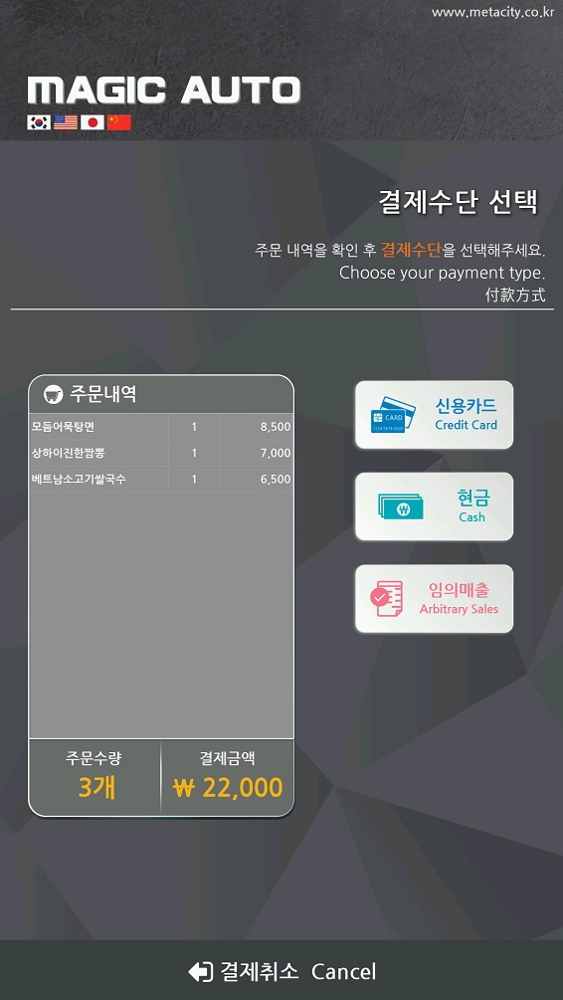 www.metacity.co.kr
MAGIC AUTO
결제수단 선택
주문 내역을 확인 후 결제수단을 선택해주세요.
Choose your payment type.
付款方式
주문내역
모듬어묵탕면 1 8,500
상하이진한짬뽕 1 7,000
베트남소고기쌀국수 1 6,500
주문수량 결제금액
3개 ₩ 22,000
CARD
신용카드
Credit Card
현금
Cash
임의매출
Arbitrary Sales
결제취소 Cancel